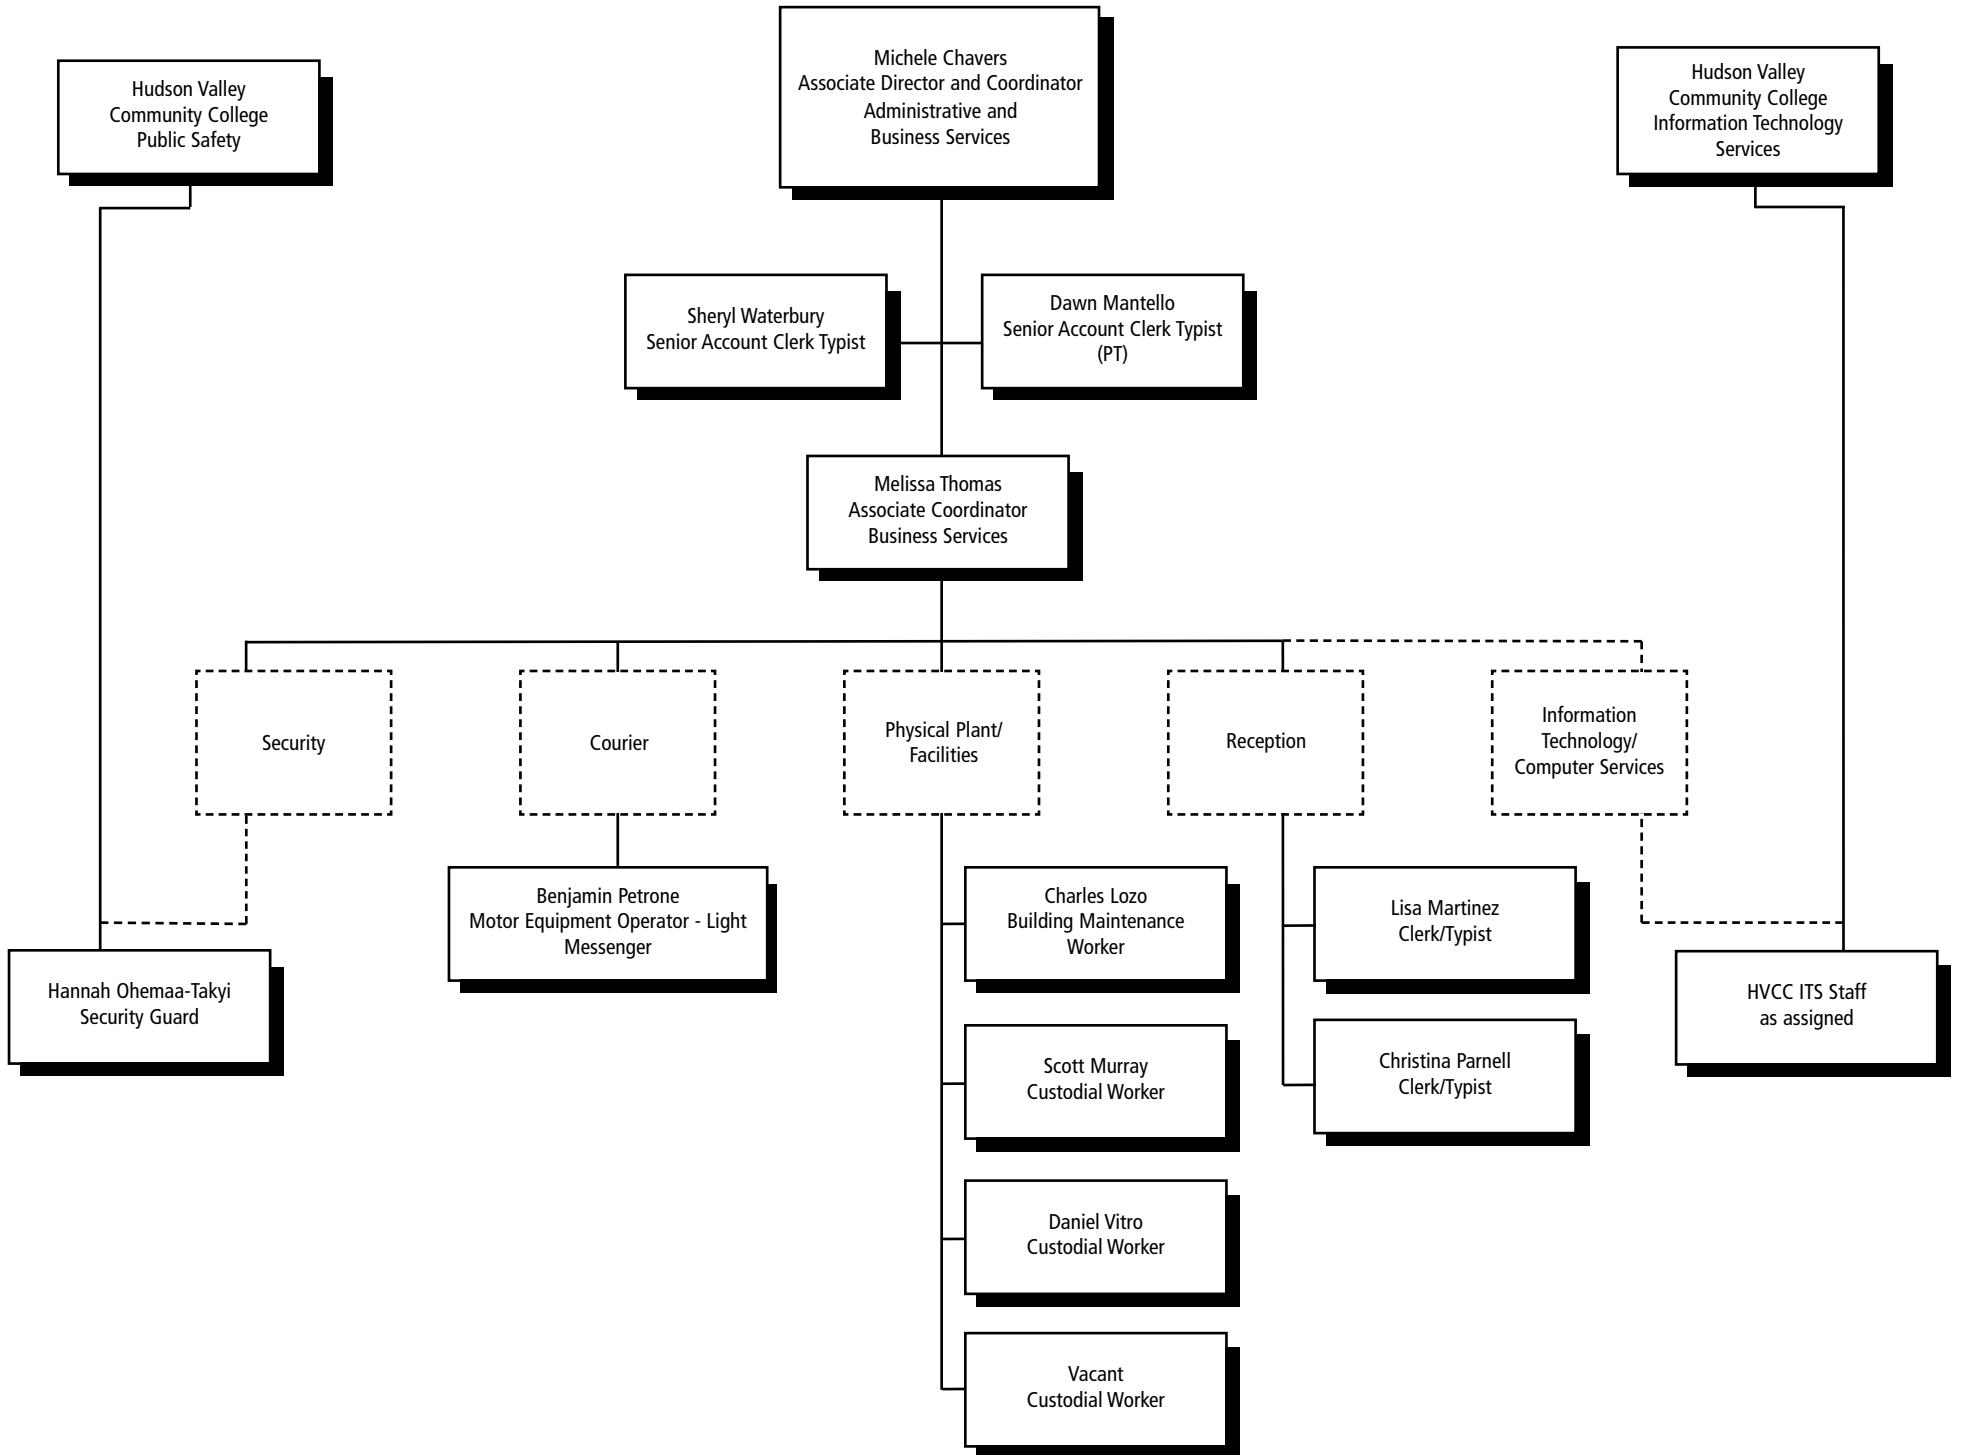 Hudson Valley
Community College
Public Safety
Michele Chavers
Associate Director and Coordinator
Administrative and
Business Services
Hudson Valley
Community College
Information Technology
Services
Sheryl Waterbury
Senior Account Clerk Typist
Dawn Mantello
Senior Account Clerk Typist
(PT)
Melissa Thomas
Associate Coordinator
Business Services
Security
Courier
Physical Plant/
Facilities
Reception
Information
Technology/
Computer Services
Hannah Ohemaa-Takyi
Security Guard
Benjamin Petrone
Motor Equipment Operator - Light
Messenger
Charles Lozo
Building Maintenance
Worker
Scott Murray
Custodial Worker
Daniel Vitro
Custodial Worker
Vacant
Custodial Worker
Lisa Martinez
Clerk/Typist
Christina Parnell
Clerk/Typist
HVCC ITS Staff
as assigned